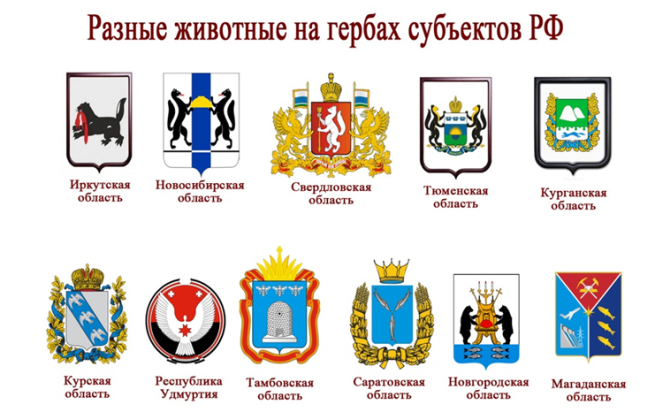 Разные животные на гербах субъектов РФ
Иркутская
область
Новосибирская
область
Свердловская
область
Тюменская
область
Курганская
область
Курская
область
Республика
Удмуртия
Тамбовская
область
Саратовская
область
Новгородская
область
Магаданская
область